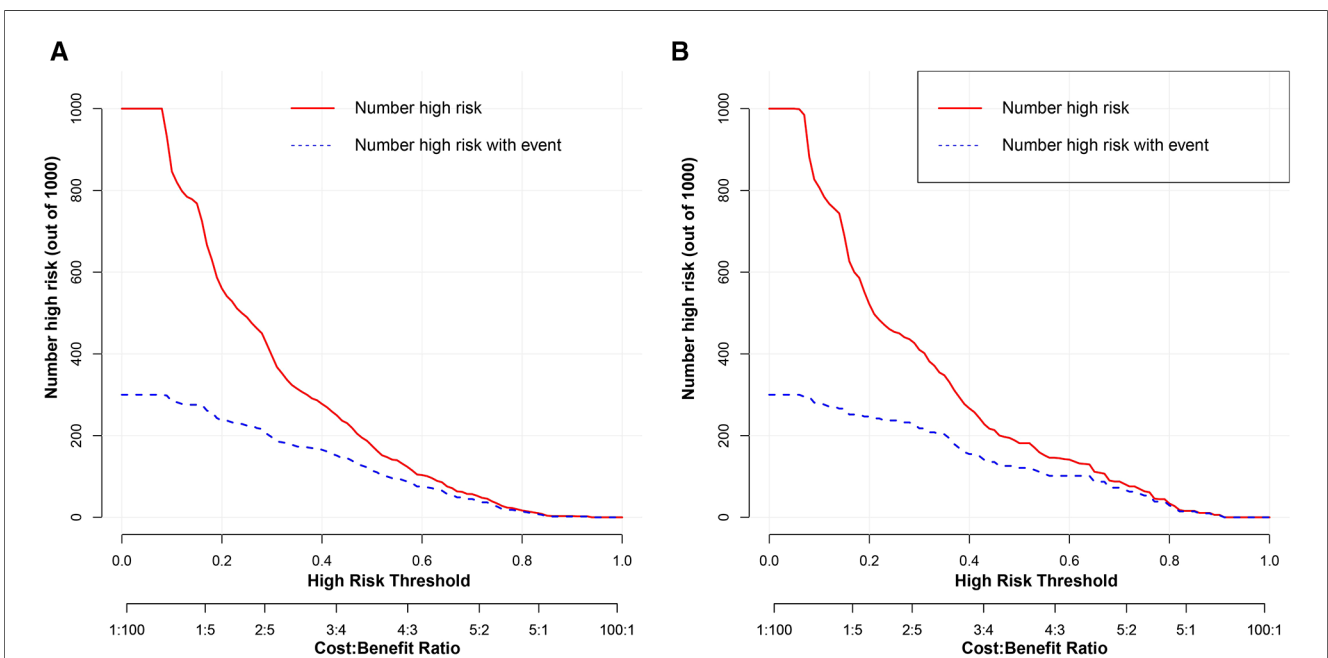 A
B
Number high risk
Number high risk with event
Number high risk
Number high risk with event
Number high risk (out of 1000)
0 200 400 600 800 1000
Number high risk (out of 1000)
0 200 400 600 800 1000
0.0 0.2 0.4 0.6 0.8 1.0
High Risk Threshold
0.0 0.2 0.4 0.6 0.8 1.0
High Risk Threshold
1:100 1:5 2:5 3:4 4:3 5:2 5:1 100:1
Cost:Benefit Ratio
1:100 1:5 2:5 3:4 4:3 5:2 5:1 100:1
Cost:Benefit Ratio